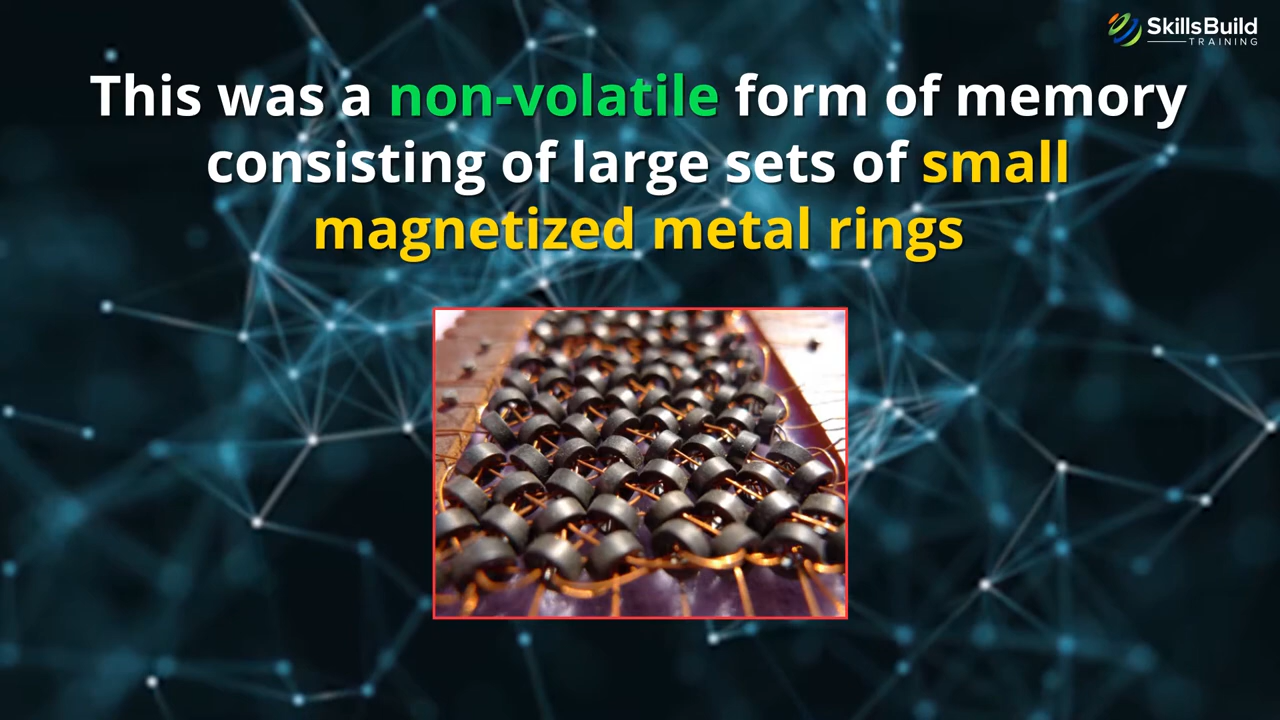 SkillsBuild
TRAINING
This was a non-volatile form of memory
consisting of large sets of small
magnetized metal rings